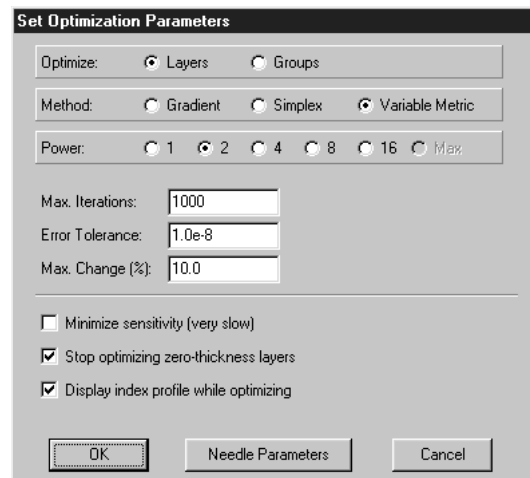 Set Optimization Parameters
Optimize: Layers Groups
Method: Gradient Simplex Variable Metric
Power: 1 2 4 8 16 Max
Max. Iterations: 1000
Error Tolerance: 1.0e-8
Max. Change (%): 10.0
Minimize sensitivity (very slow)
Stop optimizing zero-thickness layers
Display index profile while optimizing
OK Needle Parameters Cancel